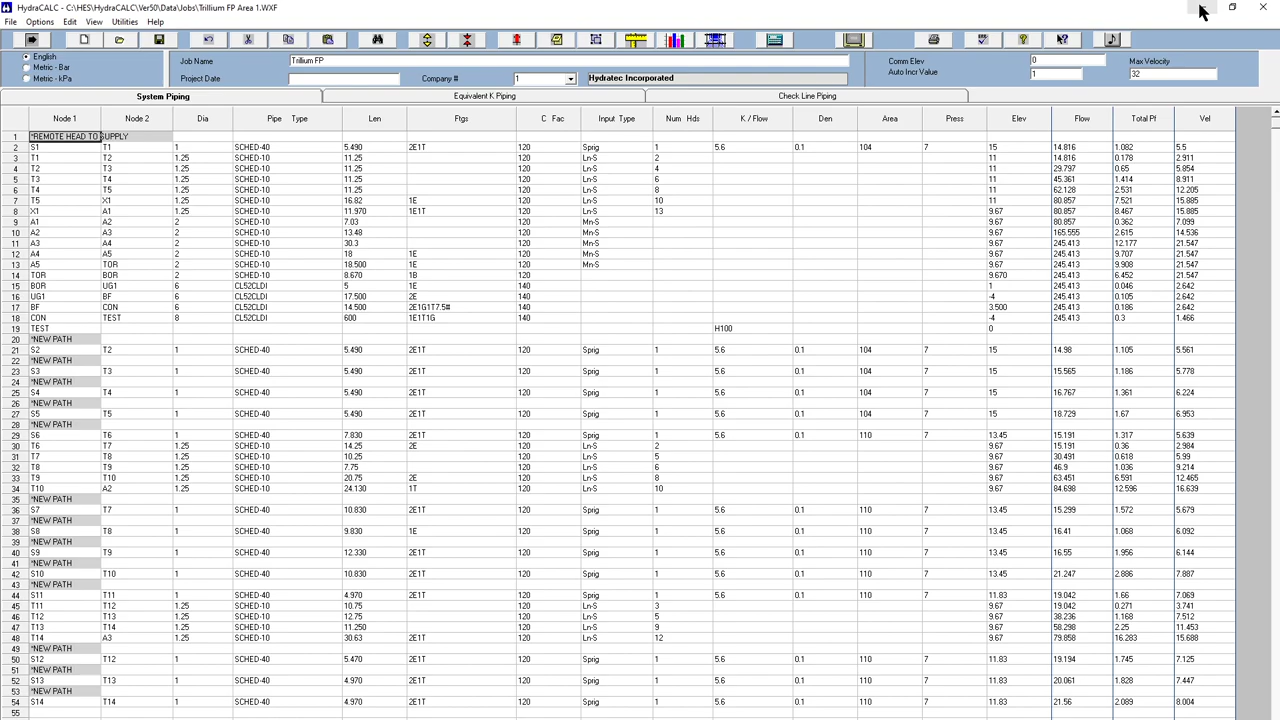 HydraCALC - C:\HES\HydraCALC\Ver50\Data\Jobs\Trillium FP Area 1.WXF
File Options Edit View Utilities Help
English
Metric - Bar
Metric - kPa
Job Name Trillium FP
Project Date Company # 1 Hydratec Incorporated
Comm Elev 0
Auto Incr Value 1
Max Velocity
32
System Piping Equivalent K Piping Check Line Piping
Node 1 Node 2 Dia Pipe Type Len Ftgs C Fac Input Type Num Hds K / Flow Den Area Press Elev Flow Total Pf Vel
1 *REMOTE HEAD TO SUPPLY
2 S1 T1 1 SCHED-40 5.490 2E1T 120 Sprig 1 5.6 0.1 104 7 15 14.816 1.082 5.5
3 T1 T2 1.25 SCHED-10 11.25 120 Ln-S 2 11 14.816 0.178 2.911
4 T2 T3 1.25 SCHED-10 11.25 120 Ln-S 4 11 29.797 0.65 5.854
5 T3 T4 1.25 SCHED-10 11.25 120 Ln-S 6 11 45.361 1.414 8.911
6 T4 T5 1.25 SCHED-10 11.25 120 Ln-S 8 11 62.128 2.531 12.205
7 T5 X1 1.25 SCHED-10 16.82 1E 120 Ln-S 10 11 80.857 7.521 15.885
8 X1 A1 1.25 SCHED-10 11.970 1E1T 120 Ln-S 13 9.67 80.857 8.467 15.885
9 A1 A2 2 SCHED-10 7.03 120 Mn-S 9.67 80.857 0.362 7.099
10 A2 A3 2 SCHED-10 13.48 120 Mn-S 9.67 165.555 2.615 14.536
11 A3 A4 2 SCHED-10 30.3 120 Mn-S 9.67 245.413 12.177 21.547
12 A4 A5 2 SCHED-10 18 1E 120 Mn-S 9.67 245.413 9.707 21.547
13 A5 TOR 2 SCHED-10 18.500 1E 120 Mn-S 9.67 245.413 9.908 21.547
14 TOR BOR 2 SCHED-10 8.670 1B 120 9.670 245.413 6.452 21.547
15 BOR UG1 6 CL52CLDI 5 1E 140 1 245.413 0.046 2.642
16 UG1 BF 6 CL52CLDI 17.500 2E 140 -4 245.413 0.105 2.642
17 BF CON 6 CL52CLDI 14.500 2E1G1T7.5# 140 3.500 245.413 0.186 2.642
18 CON TEST 8 CL52CLDI 600 1E1T1G 140 -4 245.413 0.3 1.466
19 TEST H100 0
20 *NEW PATH
21 S2 T2 1 SCHED-40 5.490 2E1T 120 Sprig 1 5.6 0.1 104 7 15 14.98 1.105 5.561
22 *NEW PATH
23 S3 T3 1 SCHED-40 5.490 2E1T 120 Sprig 1 5.6 0.1 104 7 15 15.565 1.186 5.778
24 *NEW PATH
25 S4 T4 1 SCHED-40 5.490 2E1T 120 Sprig 1 5.6 0.1 104 7 15 16.767 1.361 6.224
26 *NEW PATH
27 S5 T5 1 SCHED-40 5.490 2E1T 120 Sprig 1 5.6 0.1 104 7 15 18.729 1.67 6.953
28 *NEW PATH
29 S6 T6 1 SCHED-40 7.830 2E1T 120 Sprig 1 5.6 0.1 110 7 13.45 15.191 1.317 5.639
30 T6 T7 1.25 SCHED-10 14.25 2E 120 Ln-S 2 9.67 15.191 0.36 2.984
31 T7 T8 1.25 SCHED-10 10.25 120 Ln-S 5 9.67 30.491 0.618 5.99
32 T8 T9 1.25 SCHED-10 7.75 120 Ln-S 6 9.67 46.9 1.036 9.214
33 T9 T10 1.25 SCHED-10 20.75 2E 120 Ln-S 8 9.67 63.451 6.591 12.465
34 T10 A2 1.25 SCHED-10 24.130 1T 120 Ln-S 10 9.67 84.698 12.596 16.639
35 *NEW PATH
36 S7 T7 1 SCHED-40 10.830 2E1T 120 Sprig 1 5.6 0.1 110 7 13.45 15.299 1.572 5.679
37 *NEW PATH
38 S8 T8 1 SCHED-40 9.830 1E 120 Sprig 1 5.6 0.1 110 7 13.45 16.41 1.068 6.092
39 *NEW PATH
40 S9 T9 1 SCHED-40 12.330 2E1T 120 Sprig 1 5.6 0.1 110 7 13.45 16.55 1.956 6.144
41 *NEW PATH
42 S10 T10 1 SCHED-40 10.830 2E1T 120 Sprig 1 5.6 0.1 110 7 13.45 21.247 2.886 7.887
43 *NEW PATH
44 S11 T11 1 SCHED-40 4.970 2E1T 120 Sprig 1 5.6 0.1 110 7 11.83 19.042 1.66 7.069
45 T11 T12 1.25 SCHED-10 10.75 120 Ln-S 3 9.67 19.042 0.271 3.741
46 T12 T13 1.25 SCHED-10 12.75 120 Ln-S 5 9.67 38.236 1.168 7.512
47 T13 T14 1.25 SCHED-10 11.250 120 Ln-S 9 9.67 58.298 2.25 11.453
48 T14 A3 1.25 SCHED-10 30.63 2E1T 120 Ln-S 12 9.67 79.858 16.283 15.688
49 *NEW PATH
50 S12 T12 1 SCHED-40 5.470 2E1T 120 Sprig 1 5.6 0.1 110 7 11.83 19.194 1.745 7.125
51 *NEW PATH
52 S13 T13 1 SCHED-40 4.970 2E1T 120 Sprig 1 5.6 0.1 110 7 11.83 20.061 1.828 7.447
53 *NEW PATH
54 S14 T14 1 SCHED-40 4.970 2E1T 120 Sprig 1 5.6 0.1 110 7 11.83 21.56 2.089 8.004
55